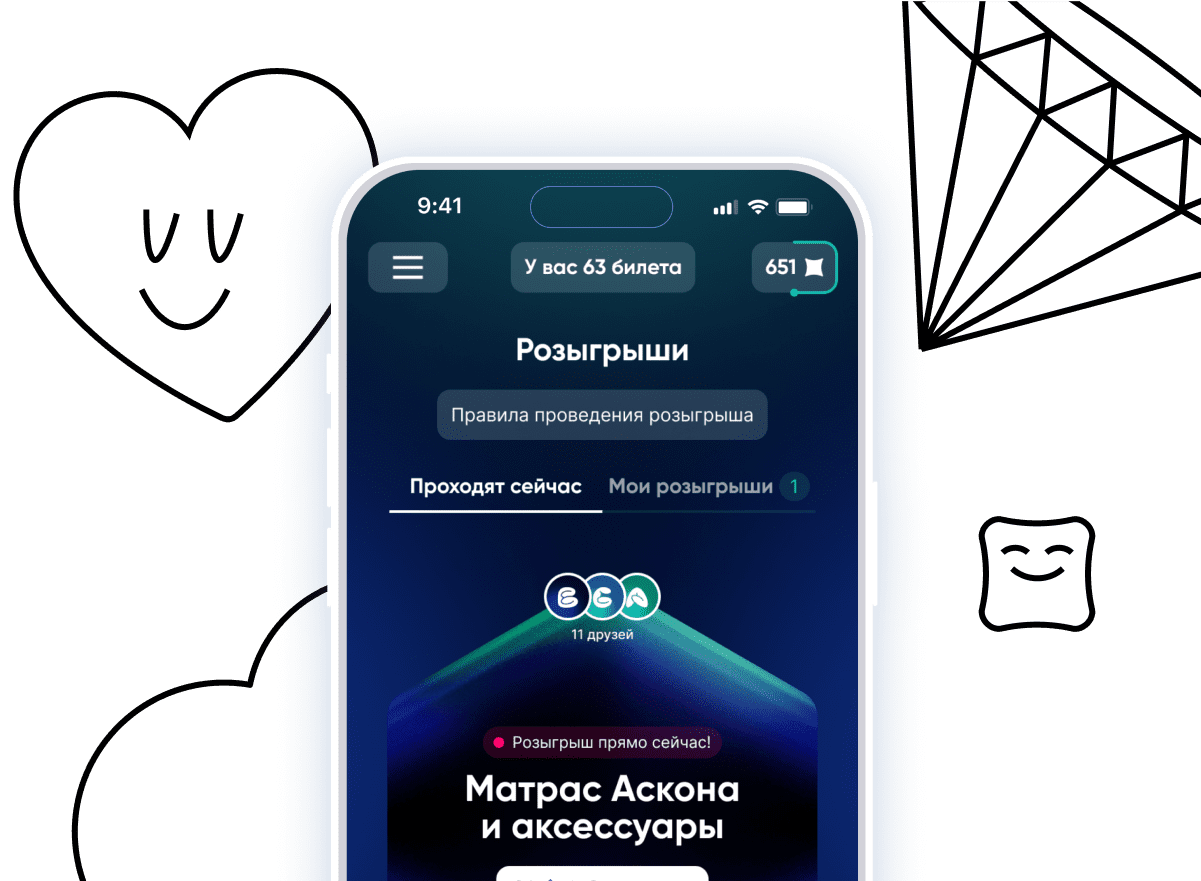 9:41
У вас 63 билета
651
Розыгрыши
Правила проведения розыгрыша
Проходят сейчас
Мои розыгрыши 1
11 друзей
Розыгрыш прямо сейчас!
Матрас Аскона
и аксессуары